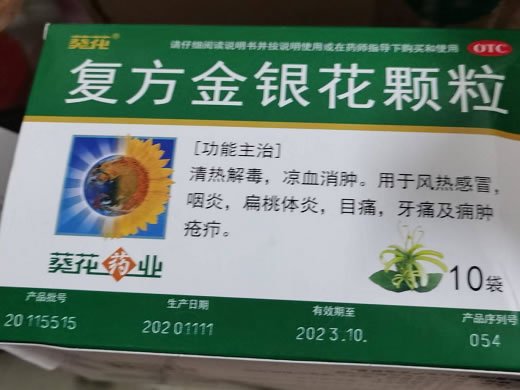 葵花®
请仔细阅读说明书并按说明使用或在药师指导下购买和使用
OTC
复方金银花颗粒
[功能主治]
清热解毒，凉血消肿。用于风热感冒，
咽炎，扁桃体炎，目痛，牙痛及痈肿
疮疖。
葵花药业
10袋
产品批号
生产日期
有效期至
产品序列号
20115515
20201111
2023.10.
054